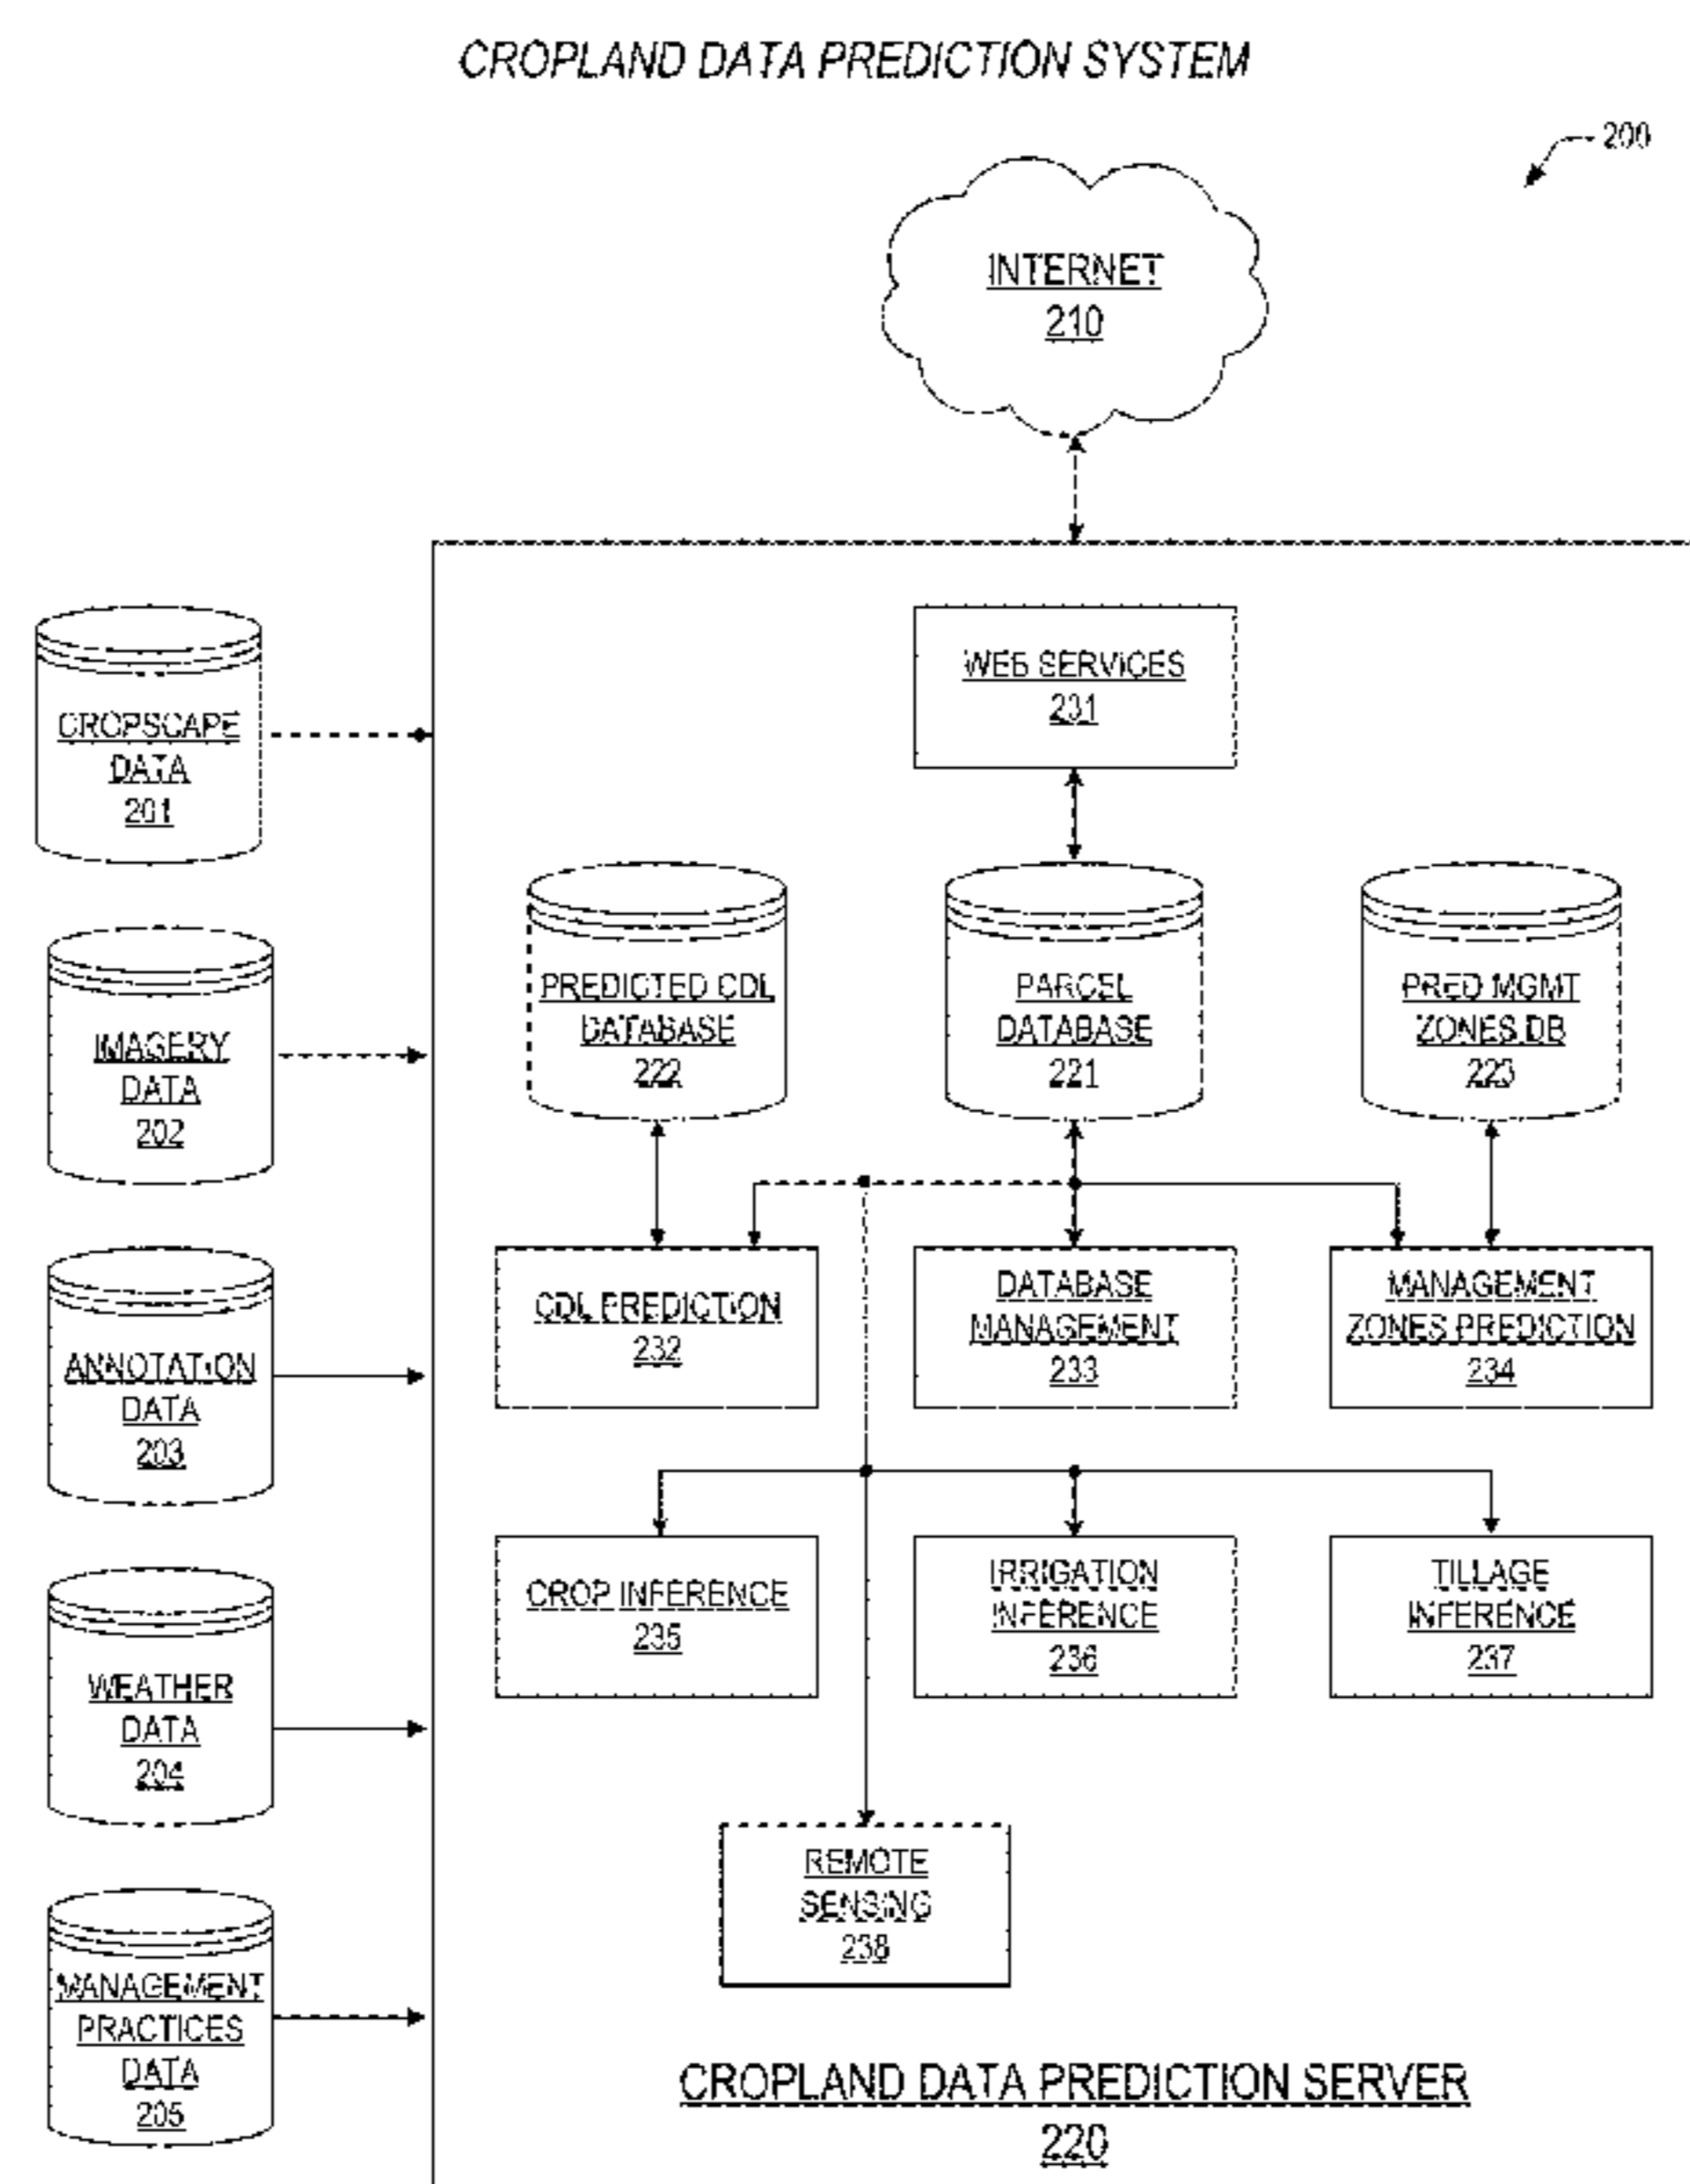 CROPLAND DATA PREDICTION SYSTEM
200
INTERNET
210
WEB SERVICES
231
CROPSCAPE
DATA
201
IMAGERY
DATA
202
ANNOTATION
DATA
203
WEATHER
DATA
204
MANAGEMENT
PRACTICES
DATA
205
PREDICTED CDL
DATABASE
222
PARCEL
DATABASE
221
PRED MGMT
ZONES DB
223
CDL PREDICTION
232
DATABASE
MANAGEMENT
233
MANAGEMENT
ZONES PREDICTION
234
CROP INFERENCE
235
IRRIGATION
INFERENCE
236
TILLAGE
INFERENCE
237
REMOTE
SENSING
238
CROPLAND DATA PREDICTION SERVER
220